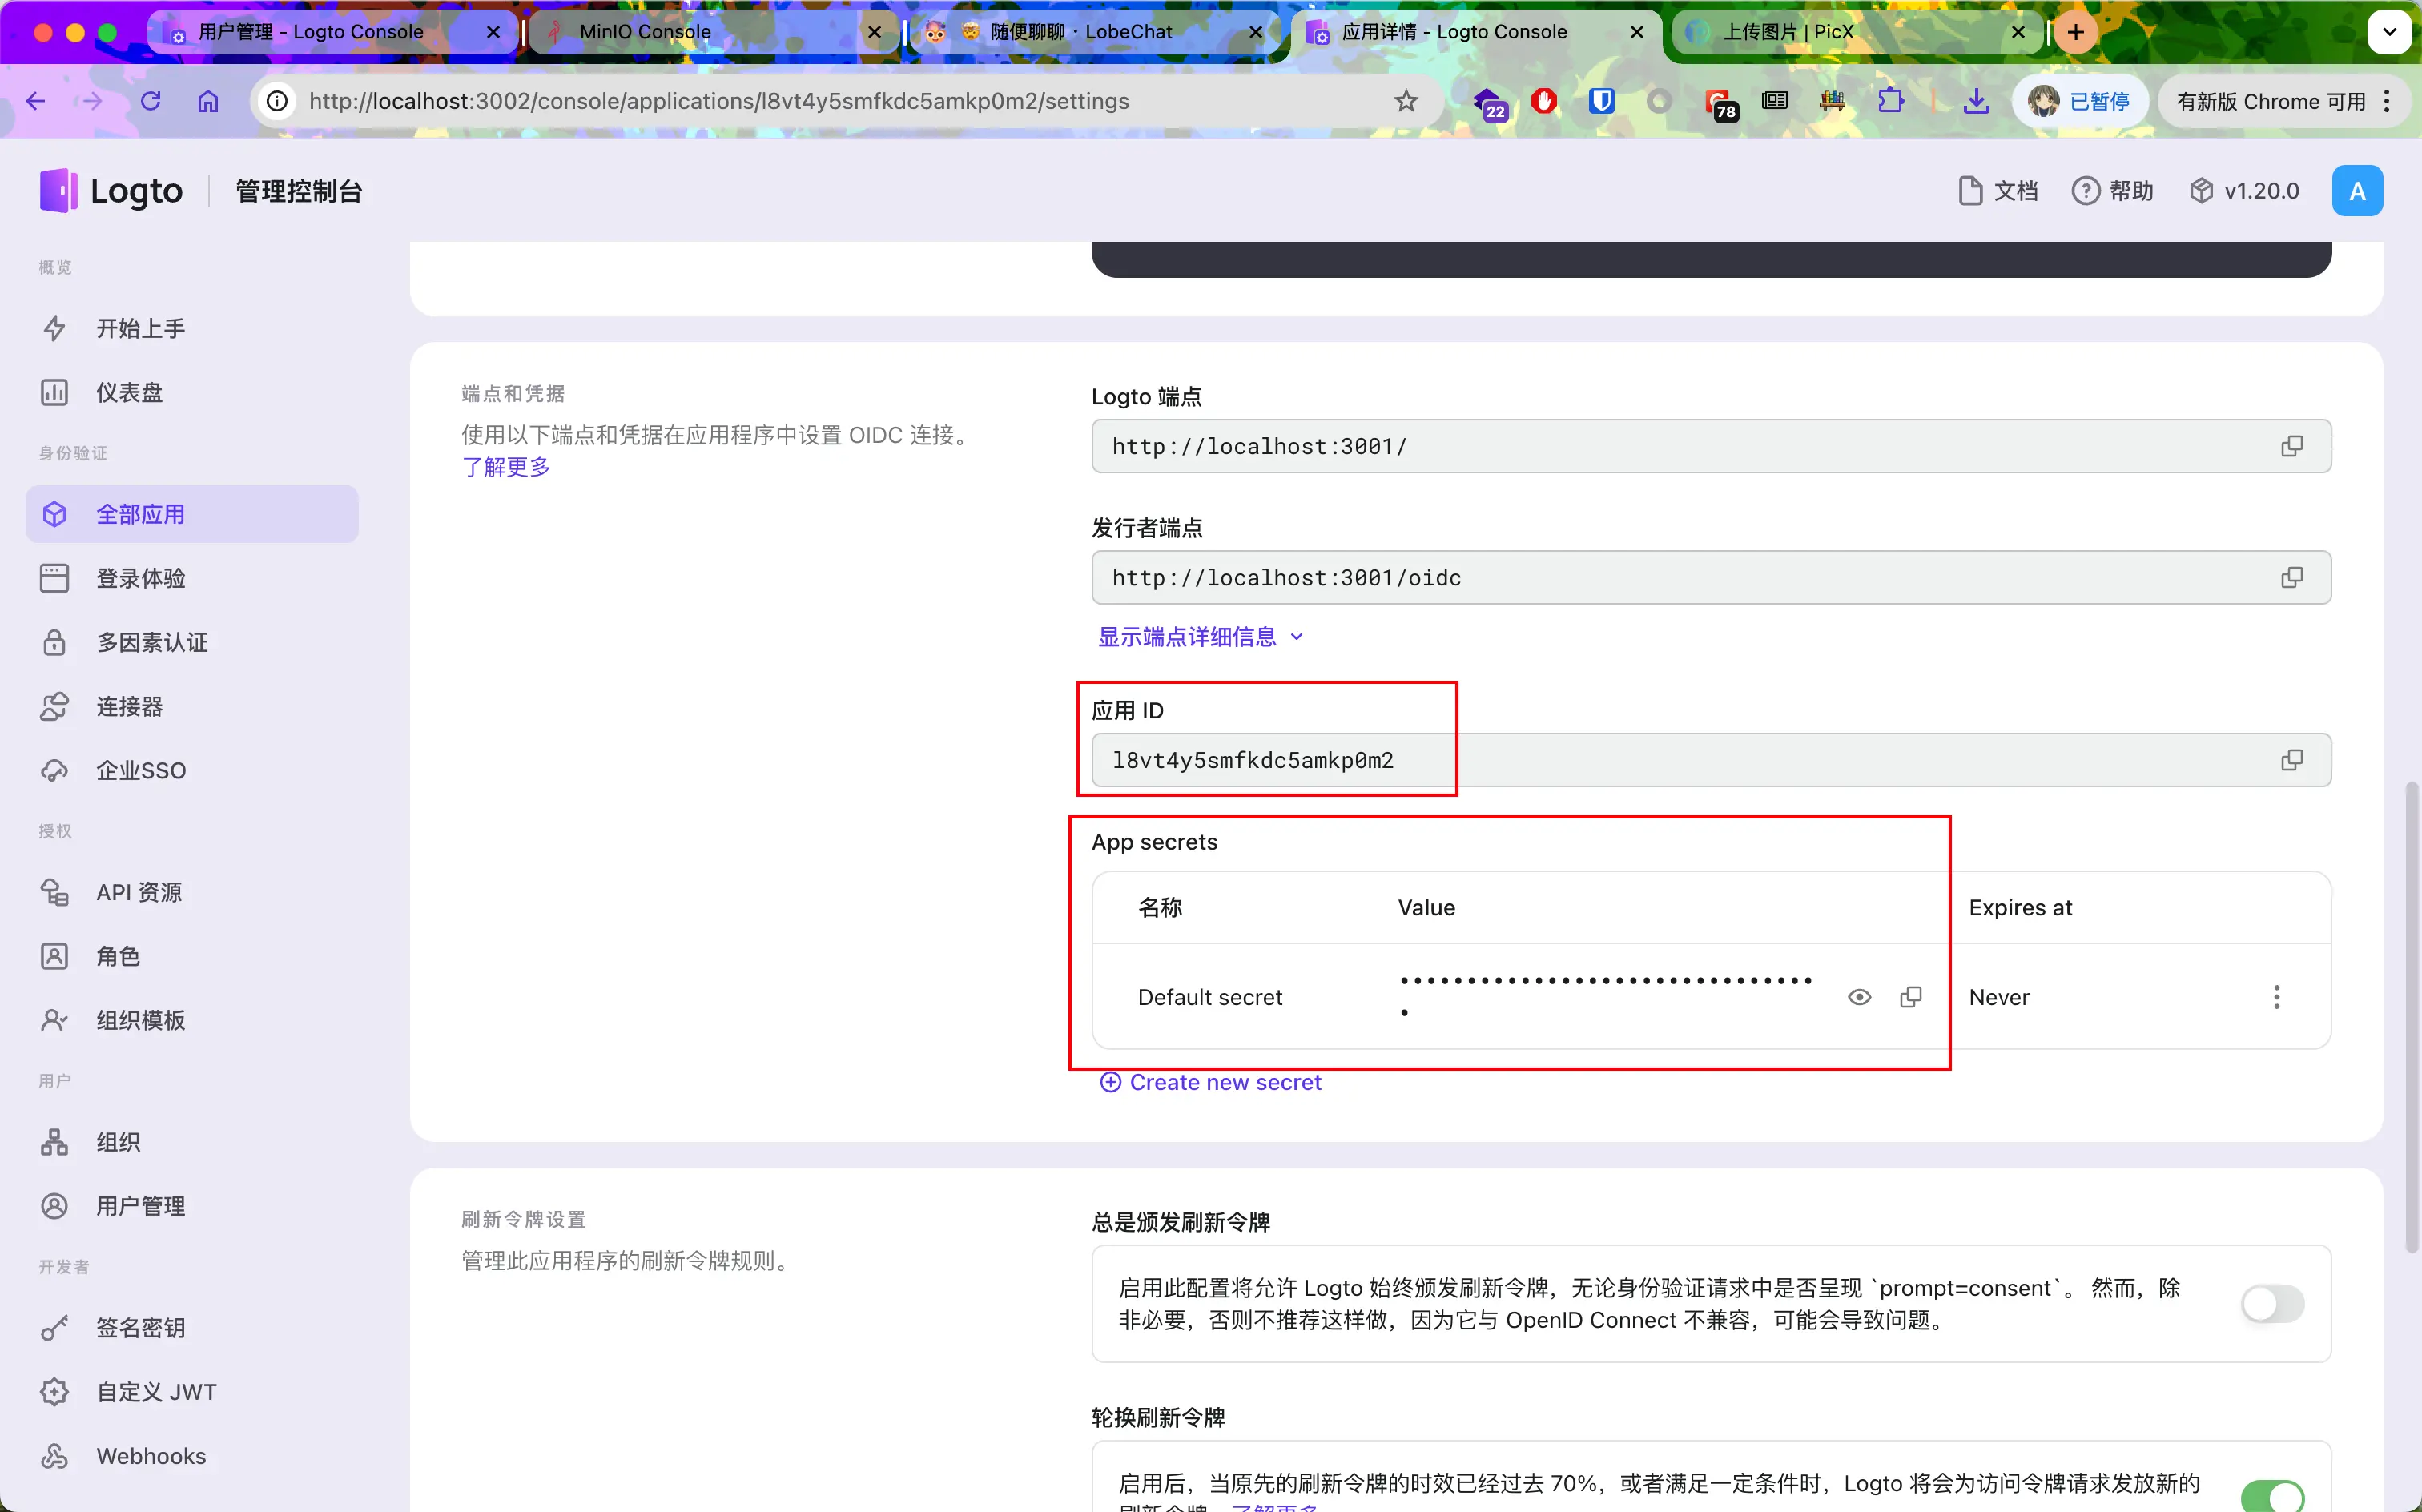 用户管理 - Logto Console
MinIO Console
🤯 随便聊聊 · LobeChat
应用详情 - Logto Console
上传图片 | PicX
http://localhost:3002/console/applications/l8vt4y5smfkdc5amkp0m2/settings
22
78
已暂停
有新版 Chrome 可用
Logto
管理控制台
文档
帮助
v1.20.0
A
概览
开始上手
仪表盘
身份验证
全部应用
登录体验
多因素认证
连接器
企业SSO
授权
API 资源
角色
组织模板
用户
组织
用户管理
开发者
签名密钥
自定义 JWT
Webhooks
端点和凭据
使用以下端点和凭据在应用程序中设置 OIDC 连接。
了解更多
Logto 端点
http://localhost:3001/
发行者端点
http://localhost:3001/oidc
显示端点详细信息
应用 ID
l8vt4y5smfkdc5amkp0m2
App secrets
名称 Value Expires at
Default secret •••••••••••••••••••••••••••••••• Never
Create new secret
刷新令牌设置
管理此应用程序的刷新令牌规则。
总是颁发刷新令牌
启用此配置将允许 Logto 始终颁发刷新令牌，无论身份验证请求中是否呈现 `prompt=consent`。 然而，除
非必要，否则不推荐这样做，因为它与 OpenID Connect 不兼容，可能会导致问题。
轮换刷新令牌
启用后，当原先的刷新令牌的时效已经过去 70%，或者满足一定条件时，Logto 将会为访问令牌请求发放新的
刷新令牌。了解更多